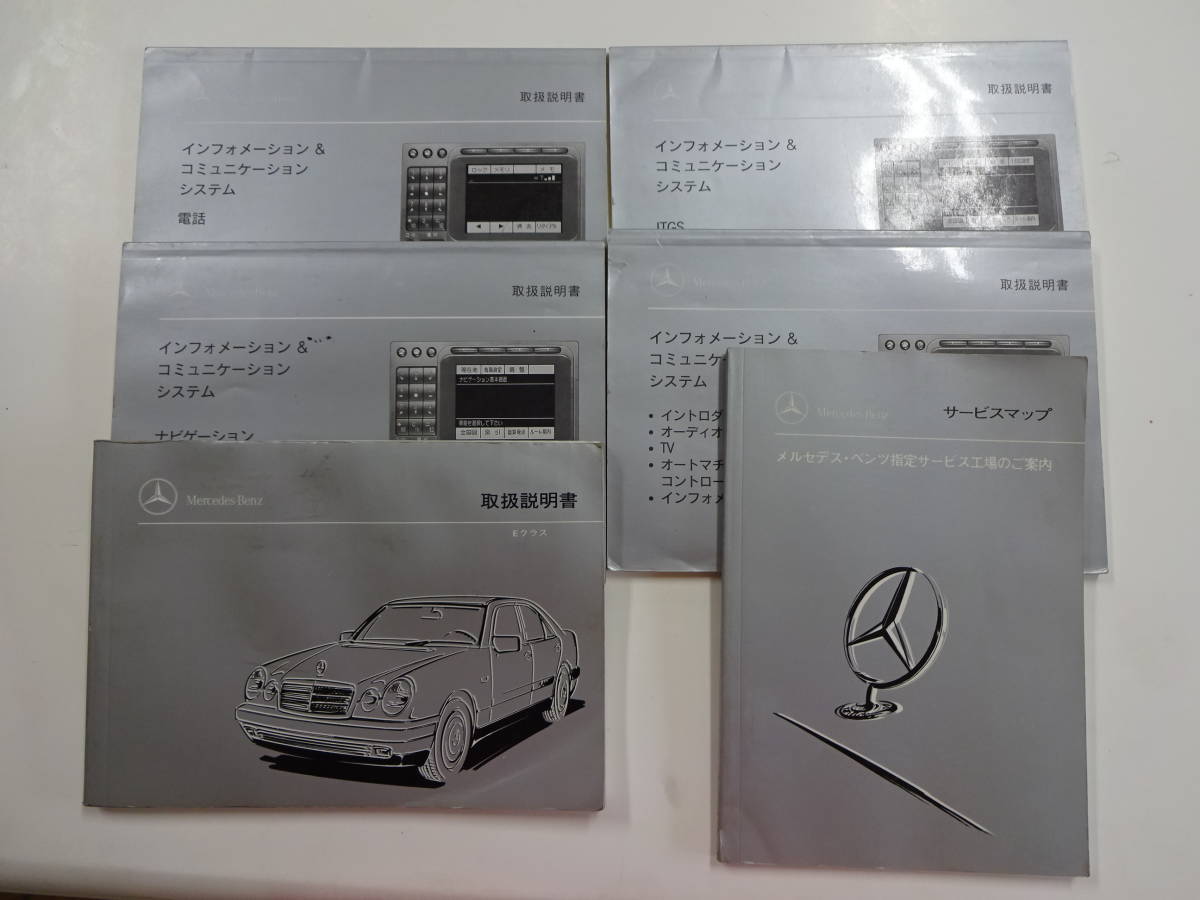 取扱説明書
インフォメーション &
コミュニケーション
システム
電話
ロック メモリ メモ
取扱説明書
インフォメーション &
コミュニケーション
システム
ITGS
Mercedes-Benz
取扱説明書
インフォメーション &
コミュニケーション
システム
ナビゲーション
ナビゲーション基本画面
取扱説明書
インフォメーション &
コミュニケ
システム
• イントロダ
• オーディオ
• TV
• オートマチ
コントロー
• インフォメ
Mercedes-Benz
取扱説明書
Eクラス
Mercedes-Benz
サービスマップ
メルセデス・ベンツ指定サービス工場のご案内